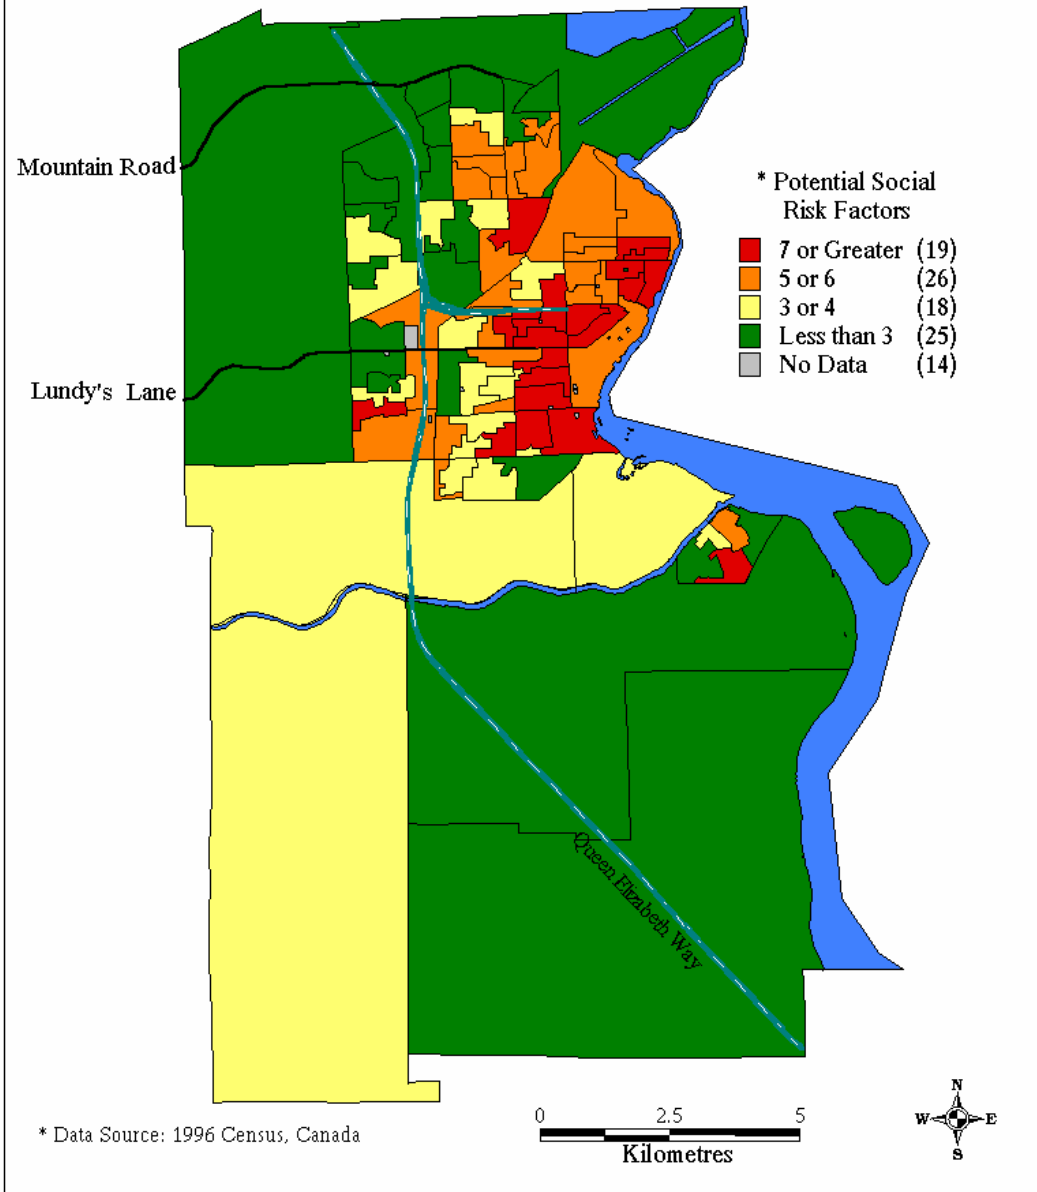 Mountain Road
* Potential Social
Risk Factors
7 or Greater (19)
5 or 6 (26)
3 or 4 (18)
Less than 3 (25)
No Data (14)
Lundy's Lane
Queen Elizabeth Way
N
W E
S
0 2.5 5
Kilometres
* Data Source: 1996 Census, Canada